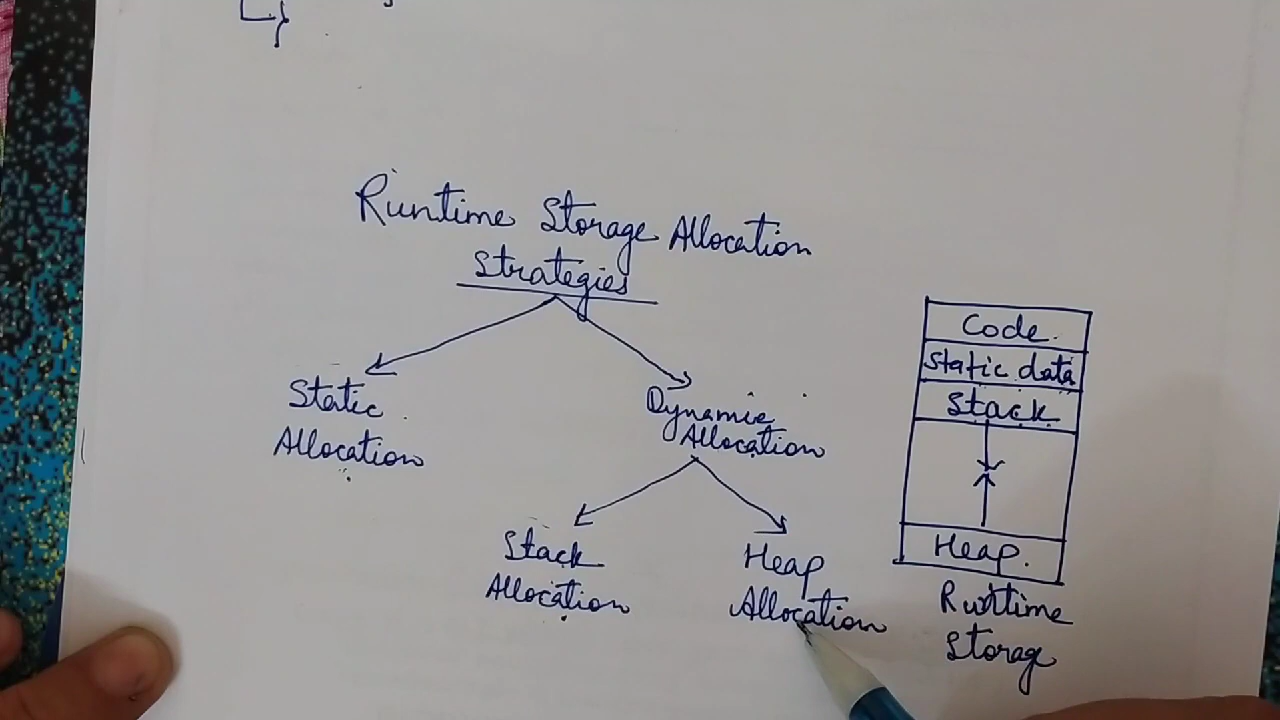 Runtime Storage Allocation
Strategies
Static
Allocation
Dynamic
Allocation
Stack
Allocation
Heap
Allocation
Code.
Static data
Stack
Heap.
Runtime
Storage